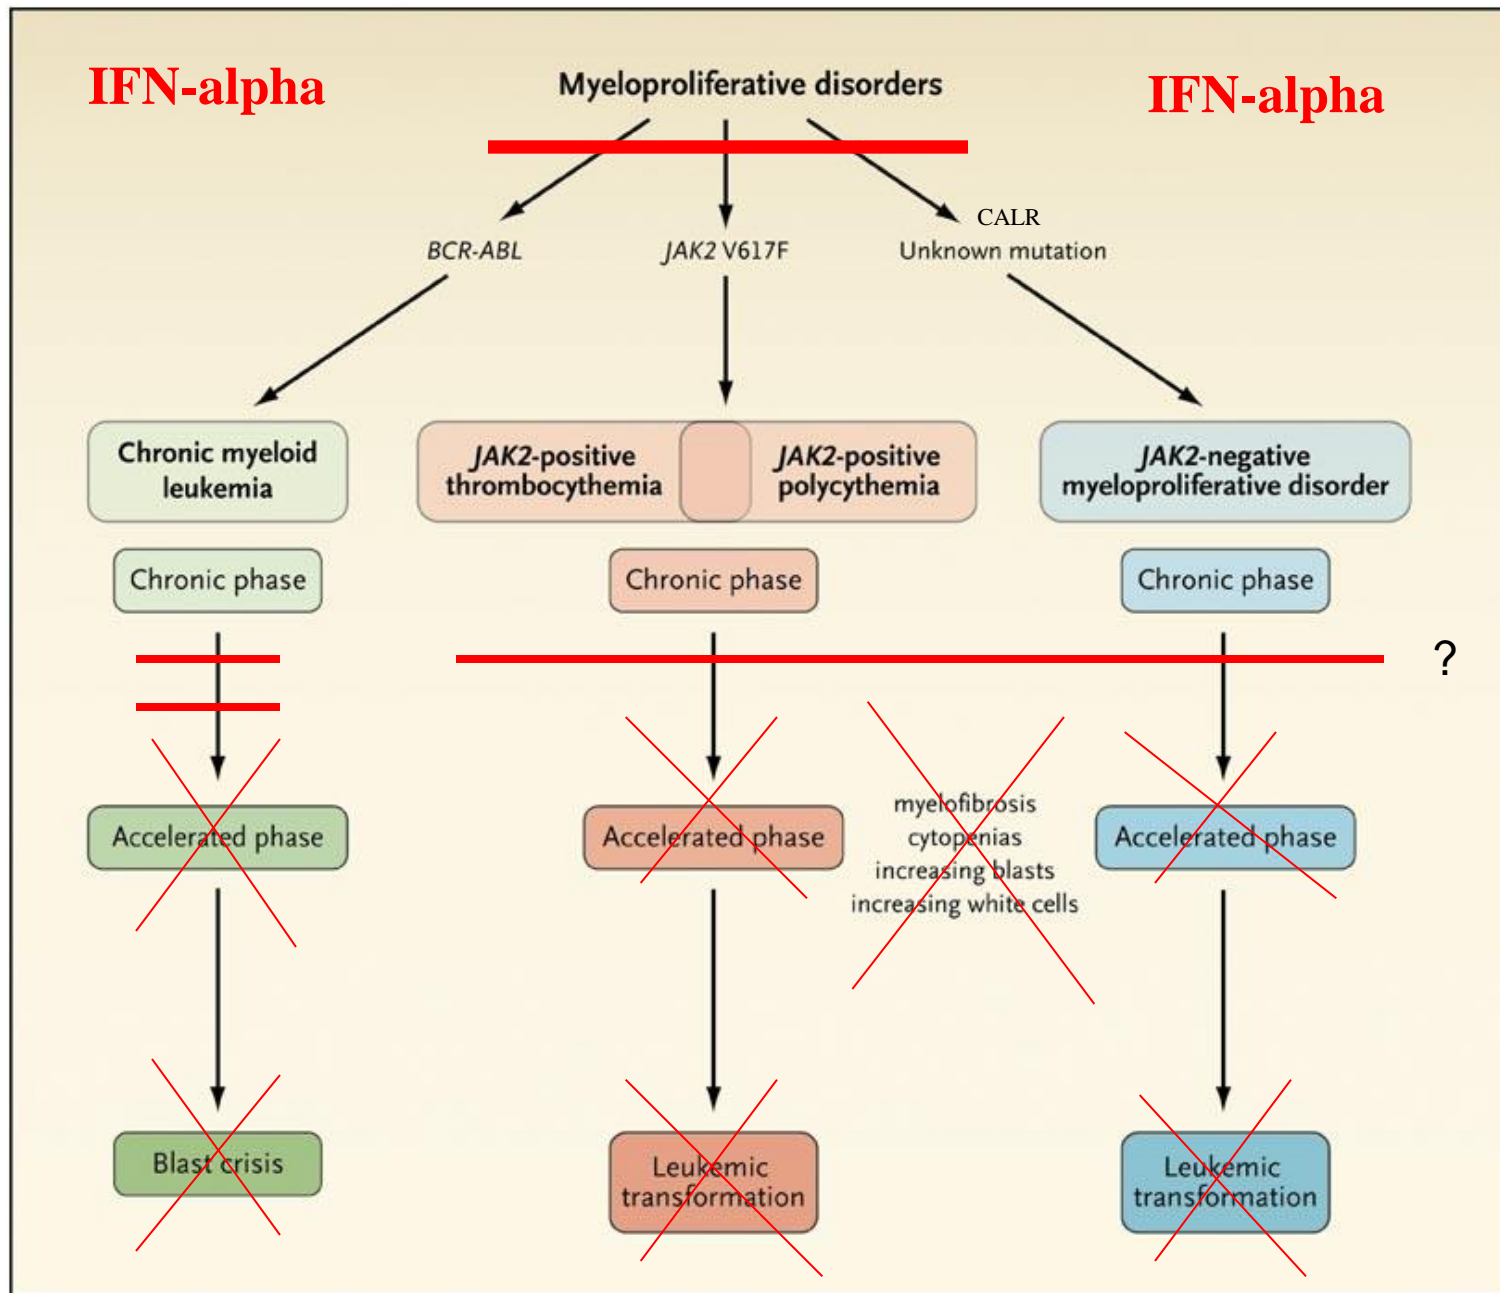 IFN-alpha
Myeloproliferative disorders
IFN-alpha
BCR-ABL
JAK2 V617F
CALR
Unknown mutation
Chronic myeloid
leukemia
JAK2-positive
thrombocythemia
JAK2-positive
polycythemia
JAK2-negative
myeloproliferative disorder
Chronic phase
Chronic phase
Chronic phase
?
Accelerated phase
Accelerated phase
myelofibrosis
cytopenias
increasing blasts
increasing white cells
Accelerated phase
Blast crisis
Leukemic
transformation
Leukemic
transformation